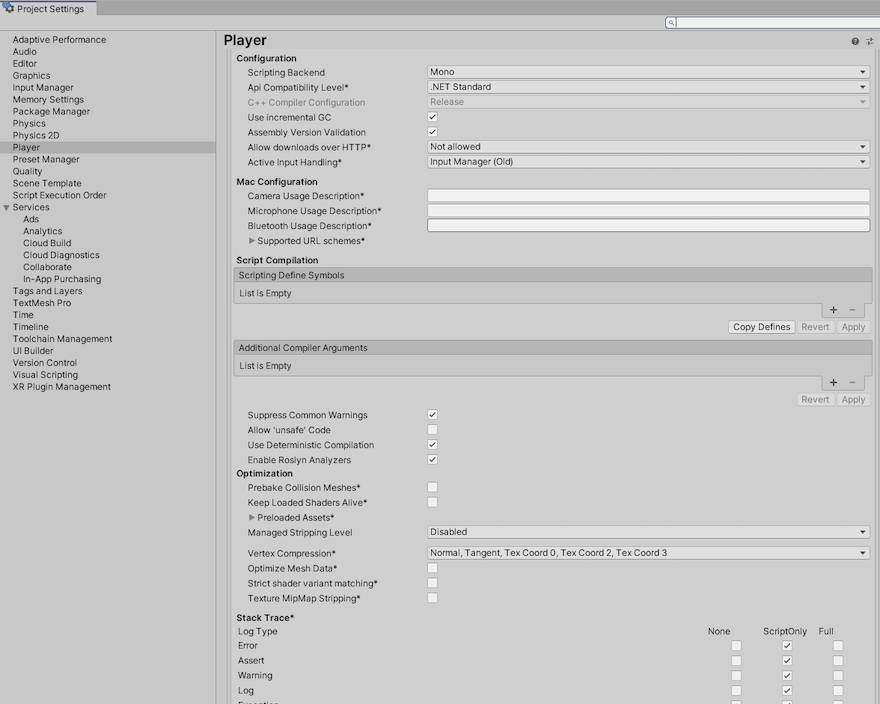 Project Settings
Adaptive Performance
Audio
Editor
Graphics
Input Manager
Memory Settings
Package Manager
Physics
Physics 2D
Player
Preset Manager
Quality
Scene Template
Script Execution Order
Services
Ads
Analytics
Cloud Build
Cloud Diagnostics
Collaborate
In-App Purchasing
Tags and Layers
TextMesh Pro
Time
Timeline
Toolchain Management
UI Builder
Version Control
Visual Scripting
XR Plugin Management
Player
Configuration
Scripting Backend Mono
Api Compatibility Level* .NET Standard
C++ Compiler Configuration Release
Use incremental GC
Assembly Version Validation
Allow downloads over HTTP* Not allowed
Active Input Handling* Input Manager (Old)
Mac Configuration
Camera Usage Description*
Microphone Usage Description*
Bluetooth Usage Description*
Supported URL schemes*
Script Compilation
Scripting Define Symbols
List is Empty
+ −
Copy Defines Revert Apply
Additional Compiler Arguments
List is Empty
+ −
Revert Apply
Suppress Common Warnings
Allow 'unsafe' Code
Use Deterministic Compilation
Enable Roslyn Analyzers
Optimization
Prebake Collision Meshes*
Keep Loaded Shaders Alive*
Preloaded Assets*
Managed Stripping Level Disabled
Vertex Compression* Normal, Tangent, Tex Coord 0, Tex Coord 2, Tex Coord 3
Optimize Mesh Data*
Strict shader variant matching*
Texture MipMap Stripping*
Stack Trace*
Log Type None ScriptOnly Full
Error
Assert
Warning
Log